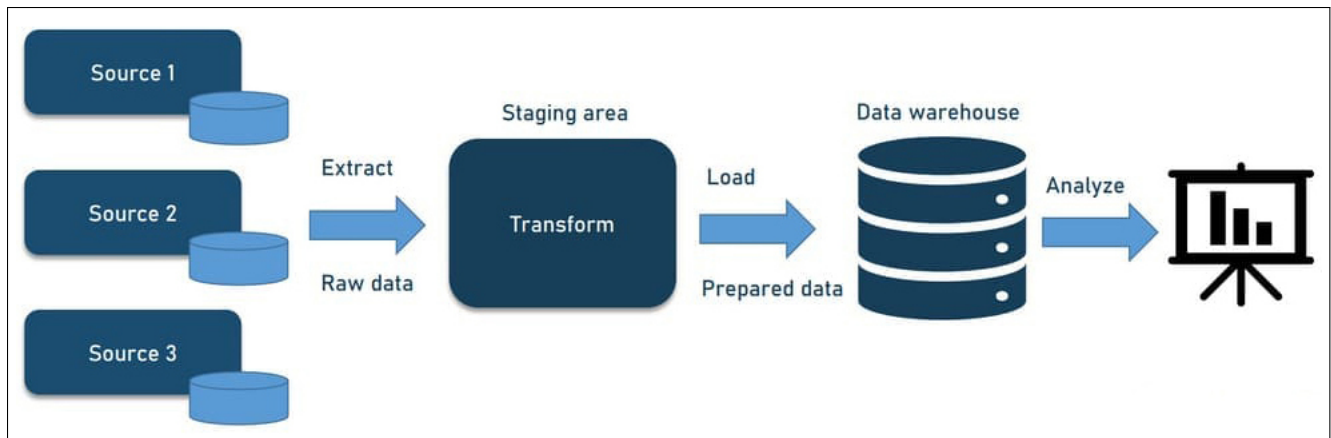 Source 1
Source 2
Source 3
Extract
Raw data
Staging area
Transform
Load
Prepared data
Data warehouse
Analyze